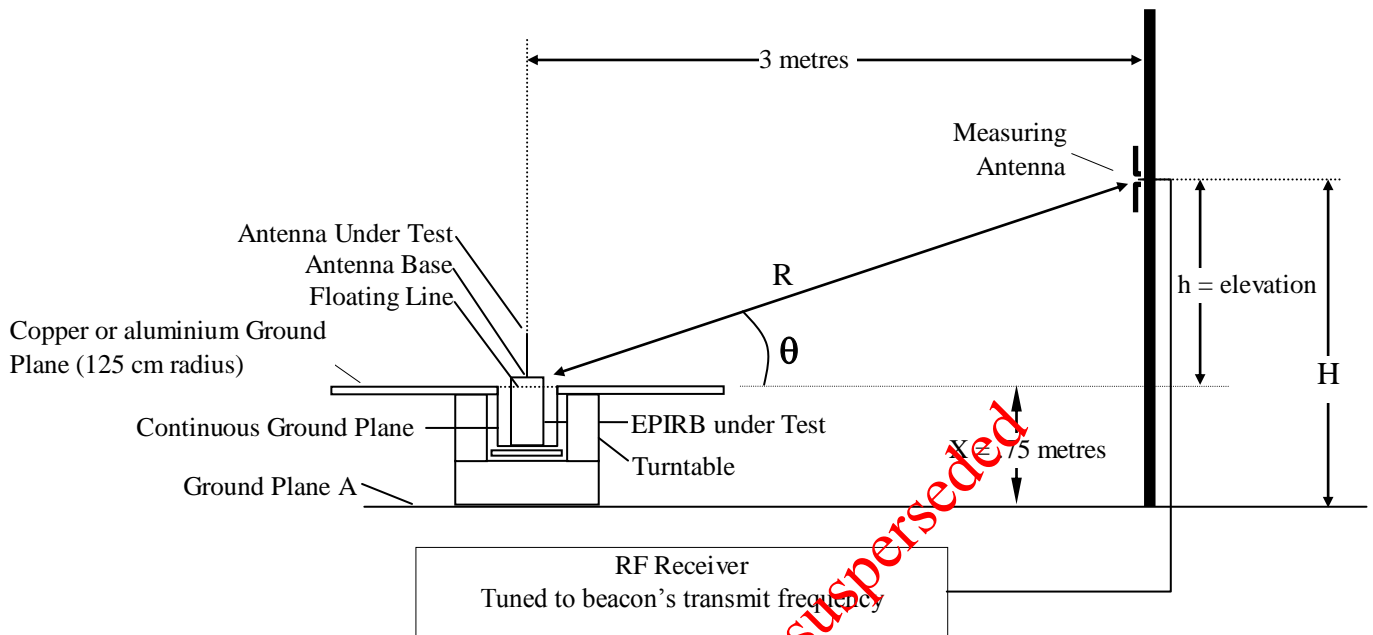 3 metres
Measuring
Antenna
Antenna Under Test
Antenna Base
Floating Line
R
h = elevation
Copper or aluminium Ground
Plane (125 cm radius)
θ
H
Continuous Ground Plane
EPIRB under Test
X = .75 metres
Turntable
Ground Plane A
RF Receiver
Tuned to beacon's transmit frequency
susperseded